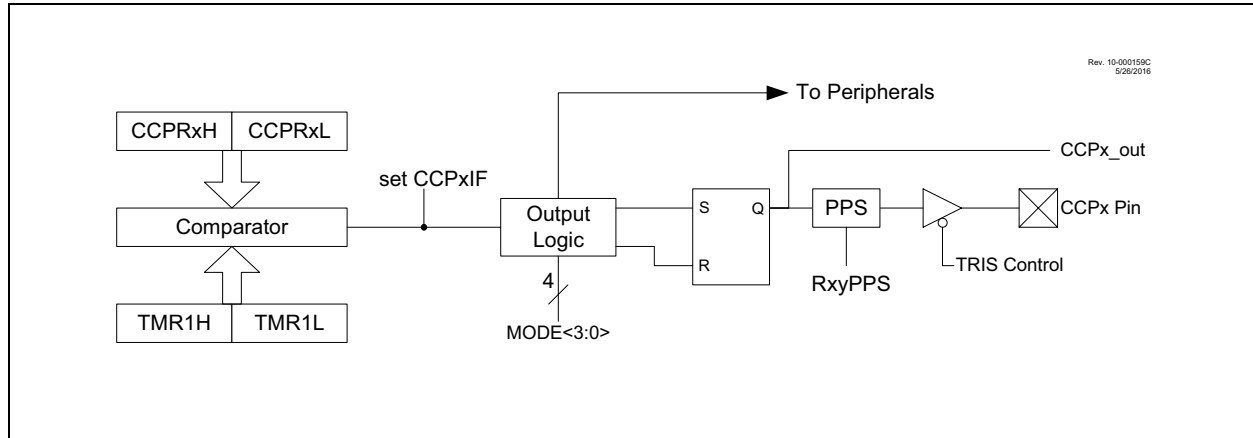 Rev. 10-000159C
5/26/2016
To Peripherals
CCPRxH CCPRxL
CCPx_out
set CCPxIF
Comparator
Output
Logic
S Q
R
PPS
CCPx Pin
4
RxyPPS
TRIS Control
TMR1H TMR1L
MODE<3:0>